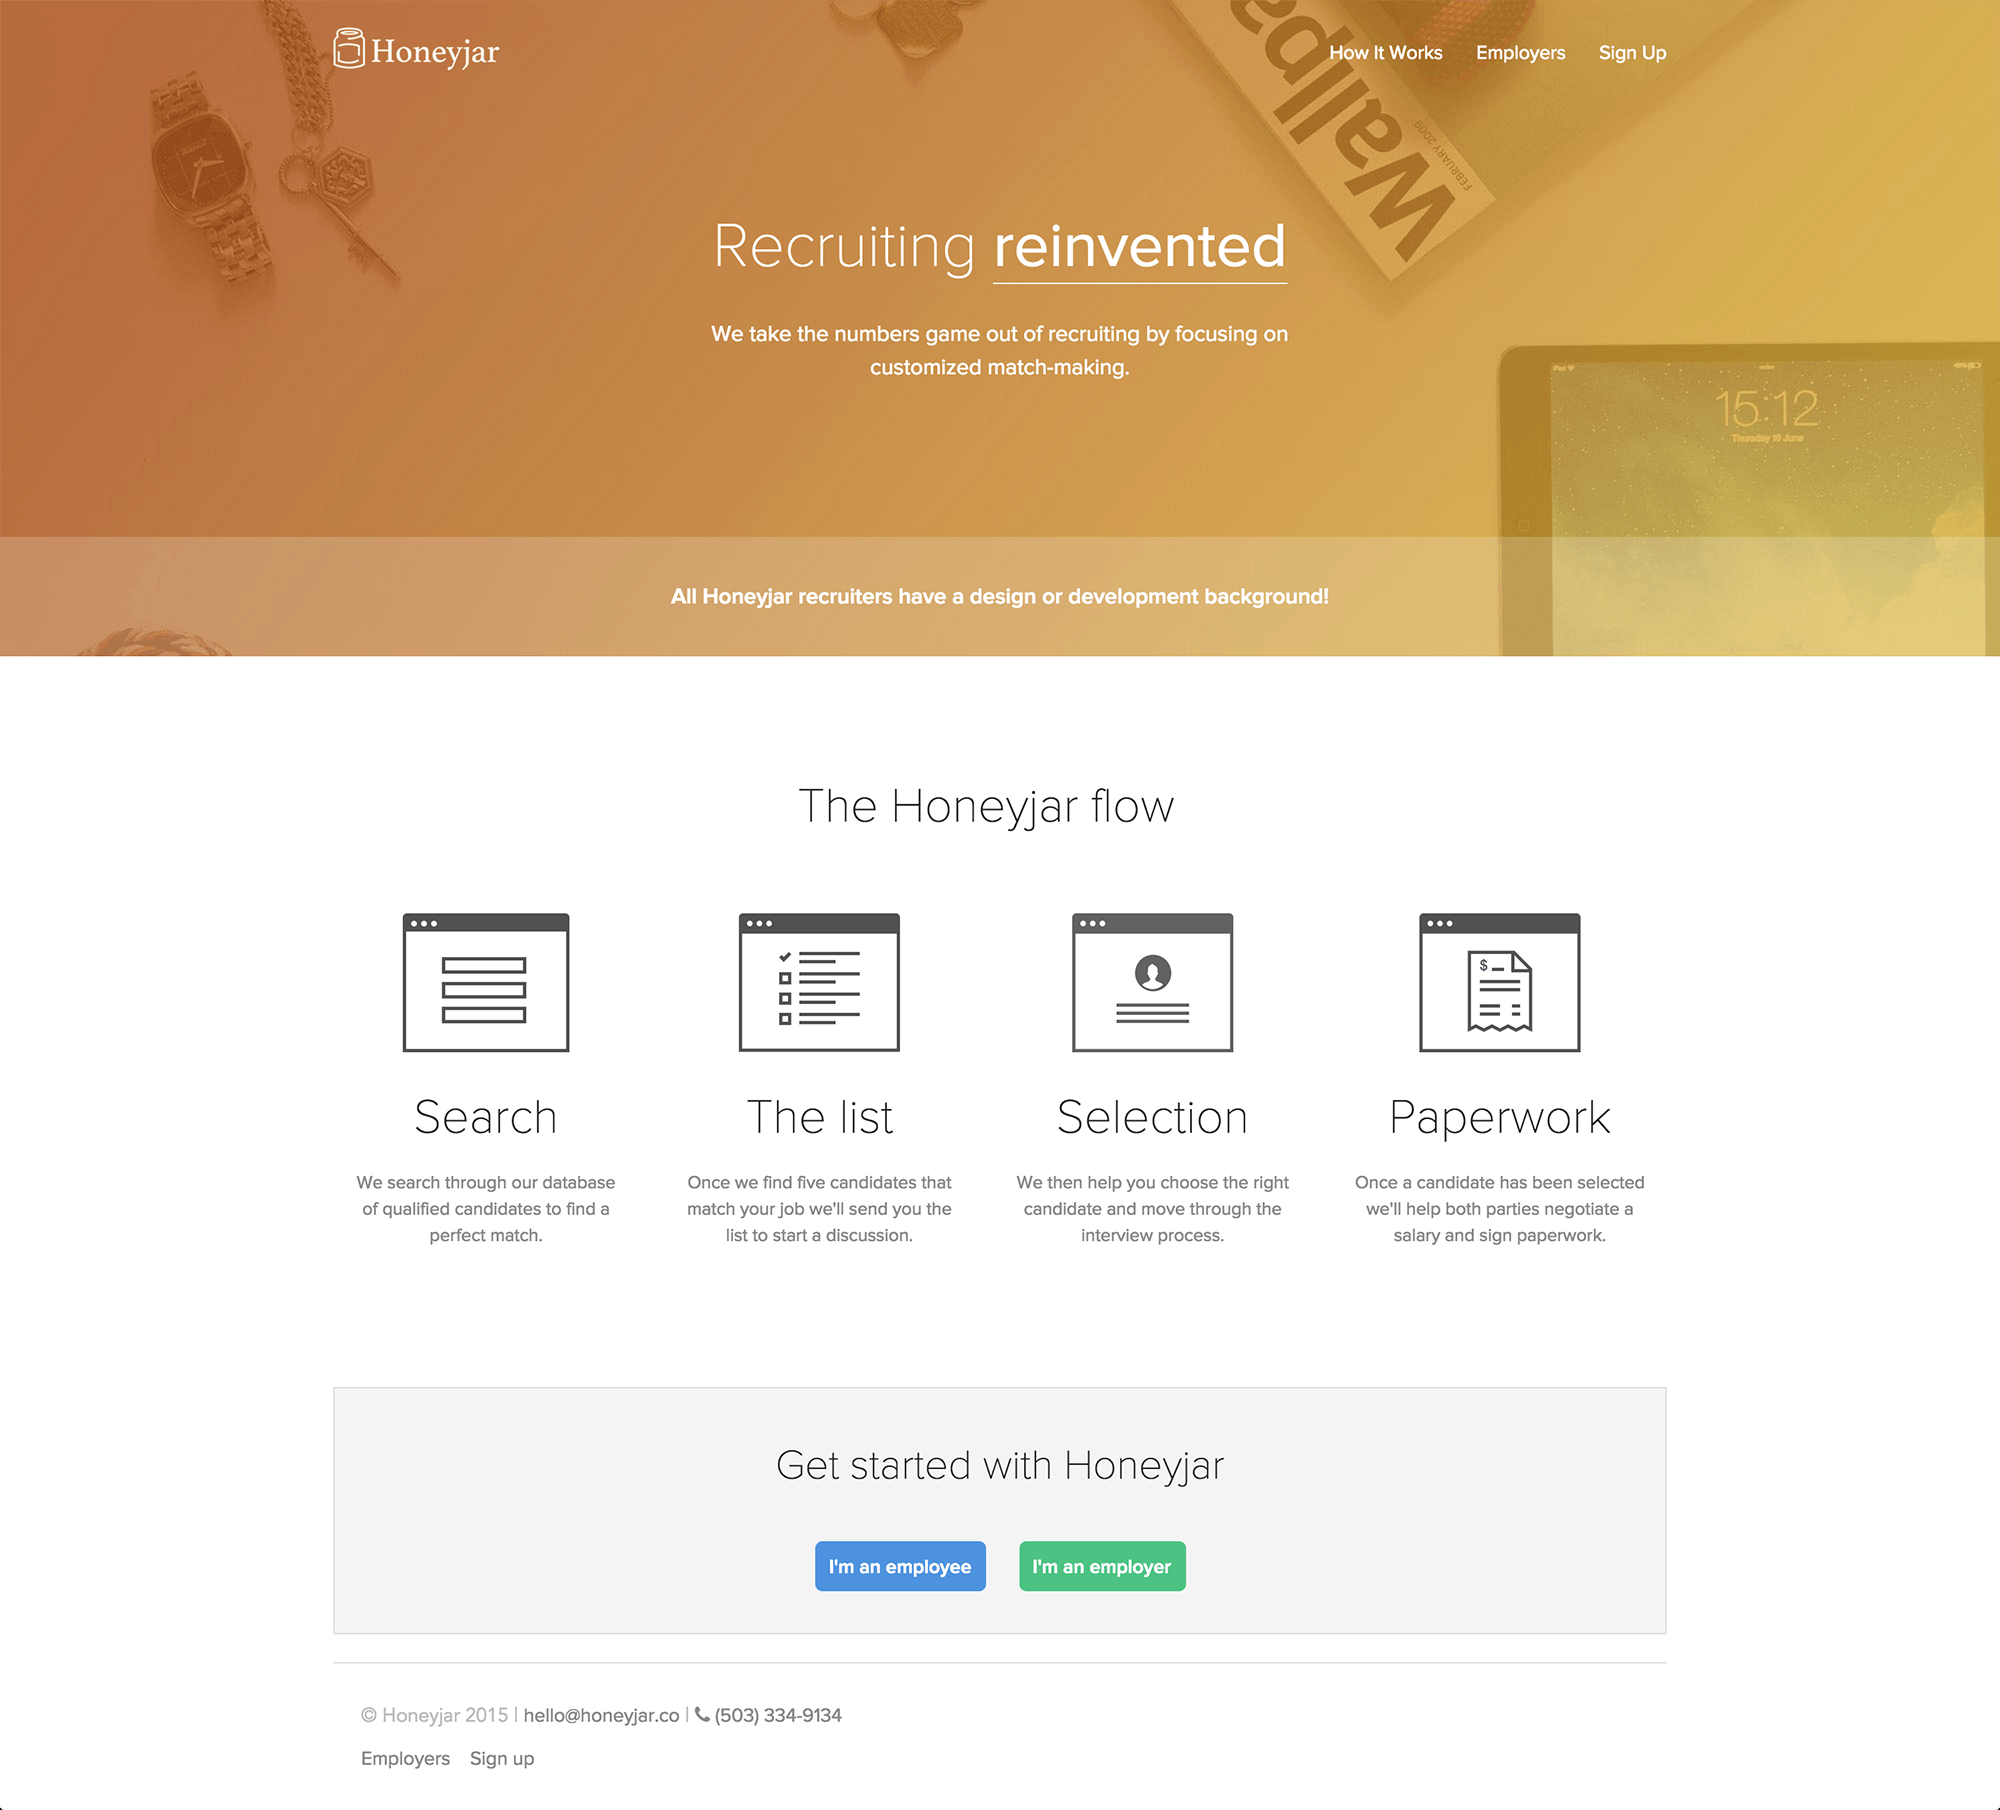 Honeyjar
How It Works
Employers
Sign Up
Wallpa
FEBRUARY 2009
Recruiting reinvented
We take the numbers game out of recruiting by focusing on
customized match-making.
iPad
15:12
Thursday 19 June
All Honeyjar recruiters have a design or development background!
The Honeyjar flow
$
Search
We search through our database
of qualified candidates to find a
perfect match.
The list
Once we find five candidates that
match your job we'll send you the
list to start a discussion.
Selection
We then help you choose the right
candidate and move through the
interview process.
Paperwork
Once a candidate has been selected
we'll help both parties negotiate a
salary and sign paperwork.
Get started with Honeyjar
I'm an employee
I'm an employer
© Honeyjar 2015 | hello@honeyjar.co | (503) 334-9134
Employers
Sign up